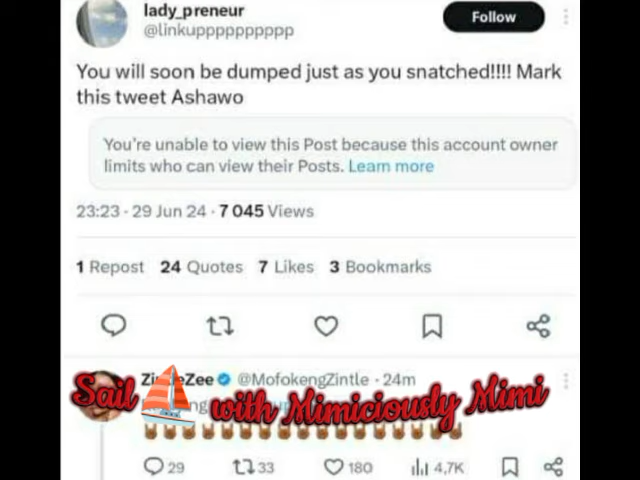 lady_preneur
@linkupppppppppp
Follow
You will soon be dumped just as you snatched!!!! Mark
this tweet Ashawo
You're unable to view this Post because this account owner
limits who can view their Posts. Learn more
23:23 · 29 Jun 24 · 7 045 Views
1 Repost 24 Quotes 7 Likes 3 Bookmarks
@MofokengZintle · 24m
Sail with Mimiciously Mimi
29 33 180 4,7K